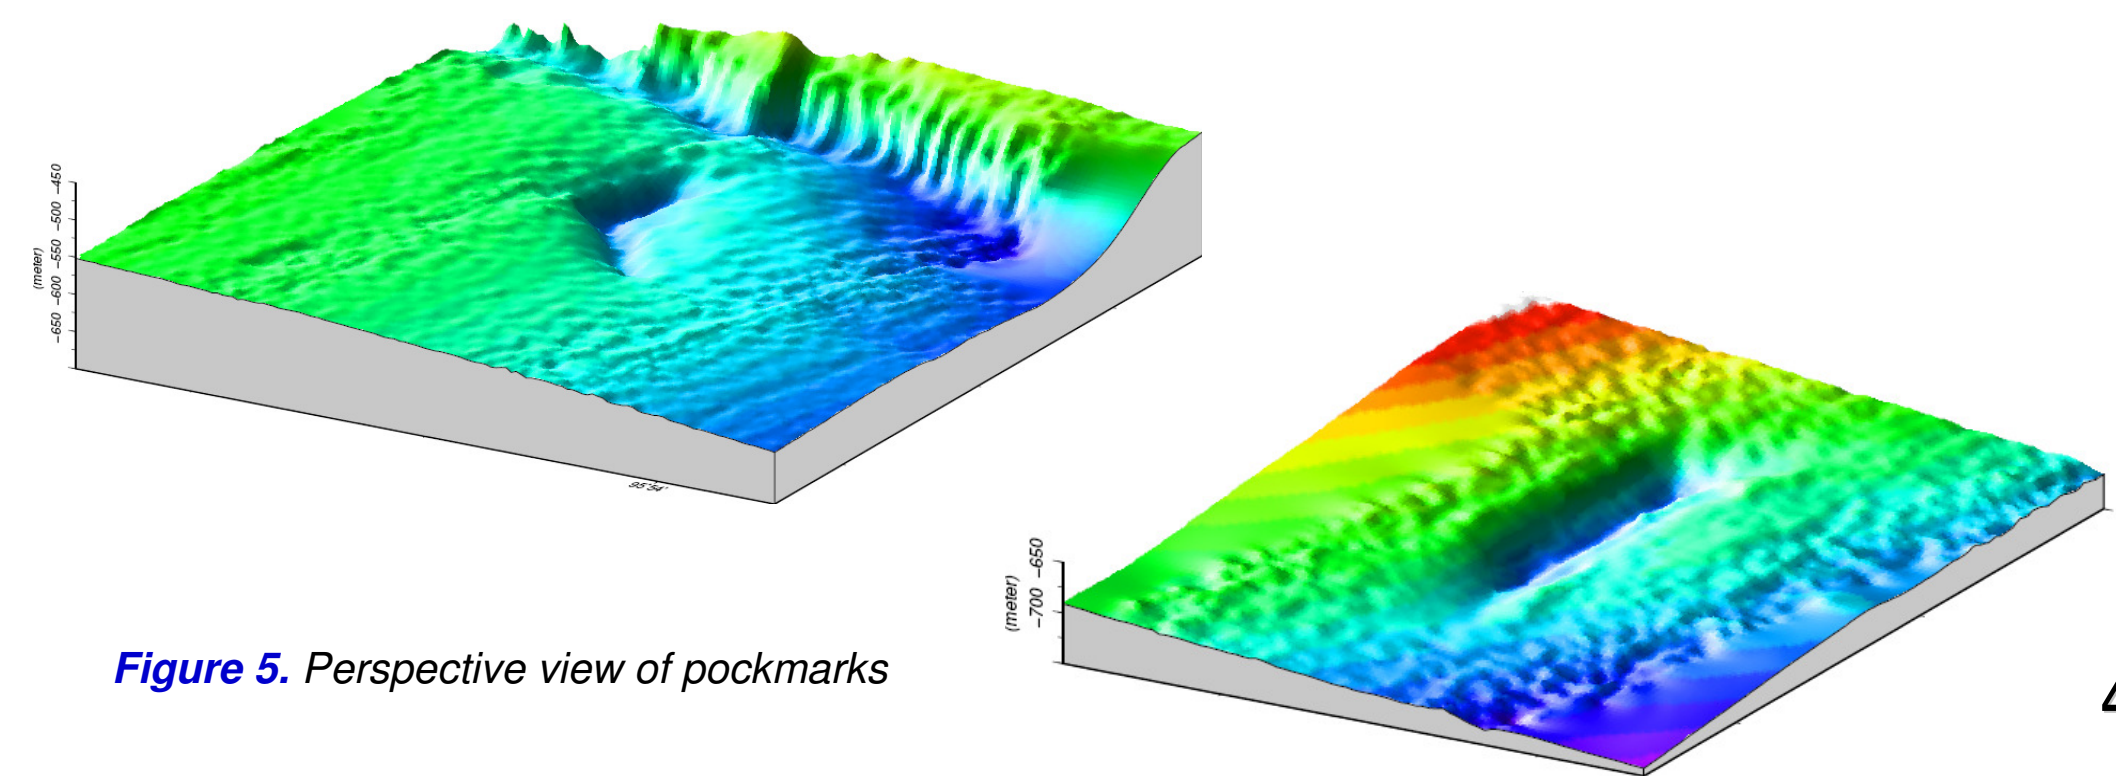 -450
-500
-550
-600
-650
(meter)
95˚54'
-650
-700
(meter)
Figure 5. Perspective view of pockmarks